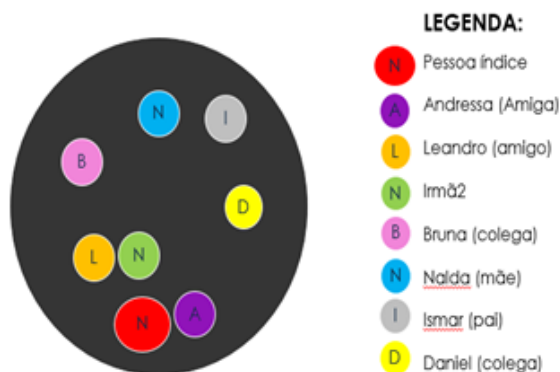 LEGENDA:
N Pessoa índice
A Andressa (Amiga)
L Leandro (amigo)
N Irmã2
B Bruna (colega)
N Nalda (mãe)
I Ismar (pai)
D Daniel (colega)
N
I
B
D
L N
N A